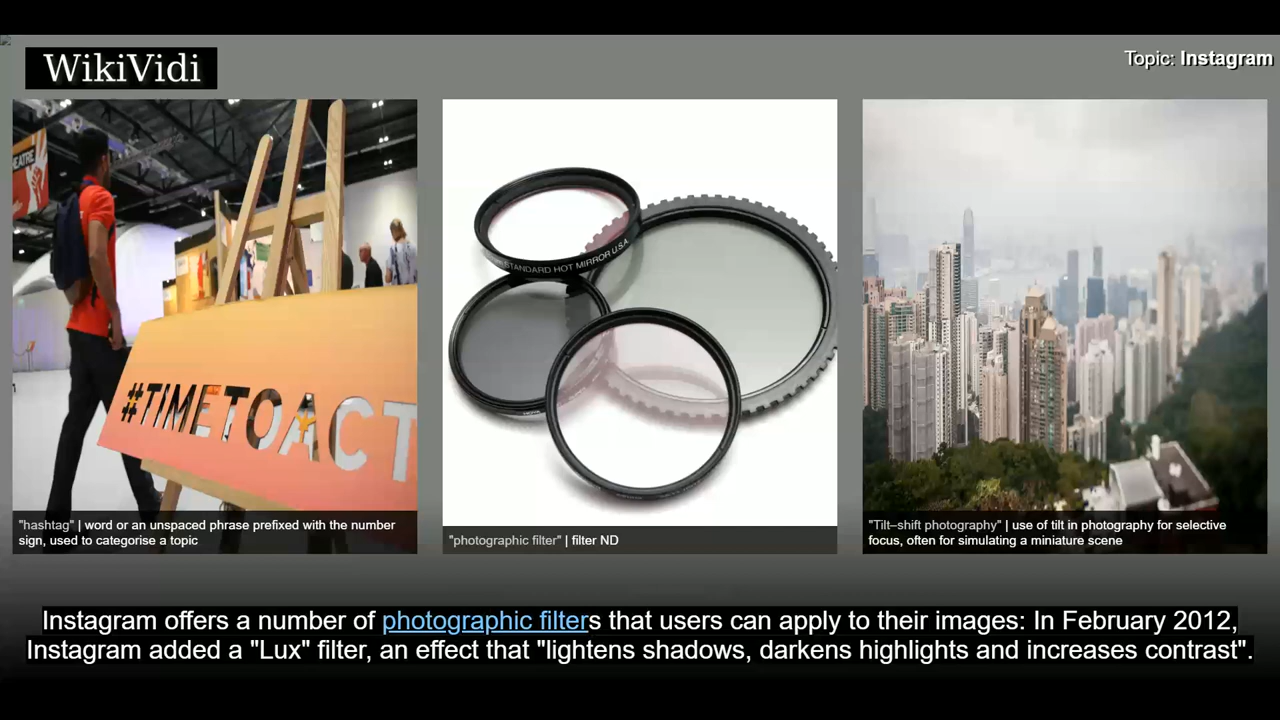 WikiVidi
Topic: Instagram
EATRE
#TIMETOACT
STANDARD HOT MIRROR U.S.A.
"hashtag" | word or an unspaced phrase prefixed with the number
sign, used to categorise a topic
"photographic filter" | filter ND
"Tilt–shift photography" | use of tilt in photography for selective
focus, often for simulating a miniature scene
Instagram offers a number of photographic filters that users can apply to their images: In February 2012,
Instagram added a "Lux" filter, an effect that "lightens shadows, darkens highlights and increases contrast".